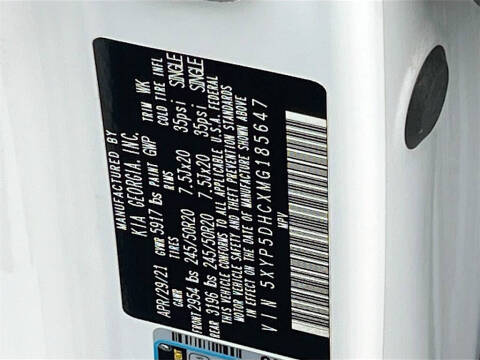 MANUFACTURED BY
KIA GEORGIA, INC.
APR/29/21 GVWR 5917 lbs PAINT GWP TRIM WK
GAWR TIRES RWS COLD TIRE INFL
FRONT 2954 lbs 245/50R20 7.5Jx20 35psi SINGLE
REAR 3196 lbs 245/50R20 7.5Jx20 35psi SINGLE
THIS VEHICLE CONFORMS TO ALL APPLICABLE U.S.A. FEDERAL
MOTOR VEHICLE SAFETY AND THEFT PREVENTION STANDARDS
IN EFFECT ON THE DATE OF MANUFACTURE SHOWN ABOVE
VIN 5XYP5DHCXMG185647
MPV